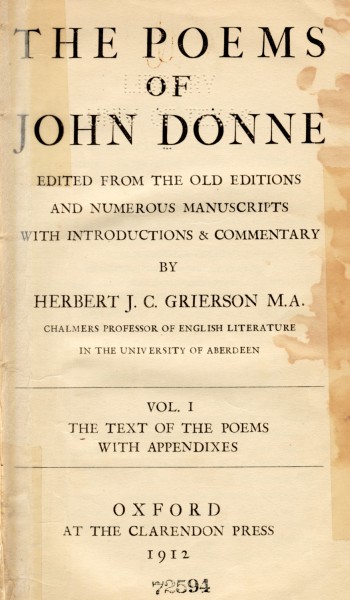 THE POEMS
OF
JOHN DONNE
EDITED FROM THE OLD EDITIONS
AND NUMEROUS MANUSCRIPTS
WITH INTRODUCTIONS & COMMENTARY
BY
HERBERT J. C. GRIERSON M.A.
CHALMERS PROFESSOR OF ENGLISH LITERATURE
IN THE UNIVERSITY OF ABERDEEN
VOL. I
THE TEXT OF THE POEMS
WITH APPENDIXES
OXFORD
AT THE CLARENDON PRESS
1912
72594